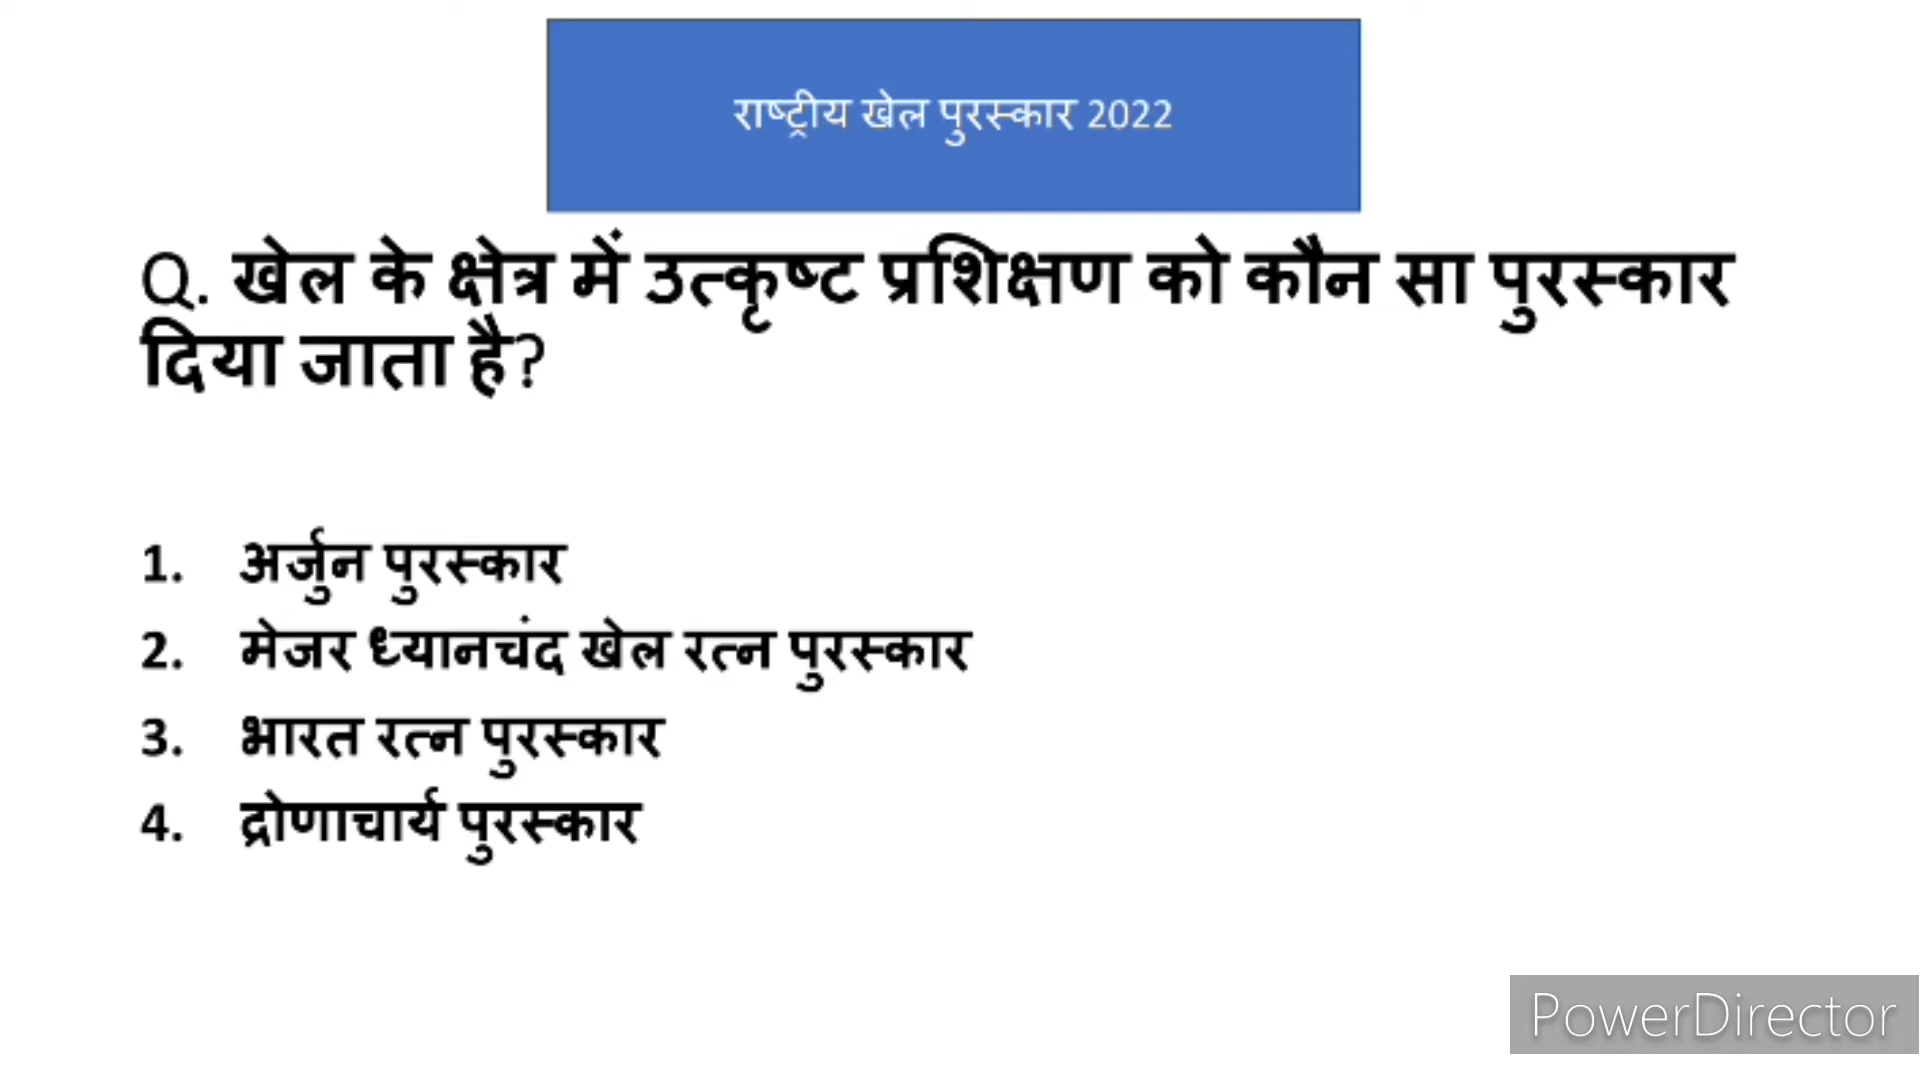 राष्ट्रीय खेल पुरस्कार 2022
Q. खेल के क्षेत्र में उत्कृष्ट प्रशिक्षण को कौन सा पुरस्कार
दिया जाता है?
1. अर्जुन पुरस्कार
2. मेजर ध्यानचंद खेल रत्न पुरस्कार
3. भारत रत्न पुरस्कार
4. द्रोणाचार्य पुरस्कार
PowerDirector